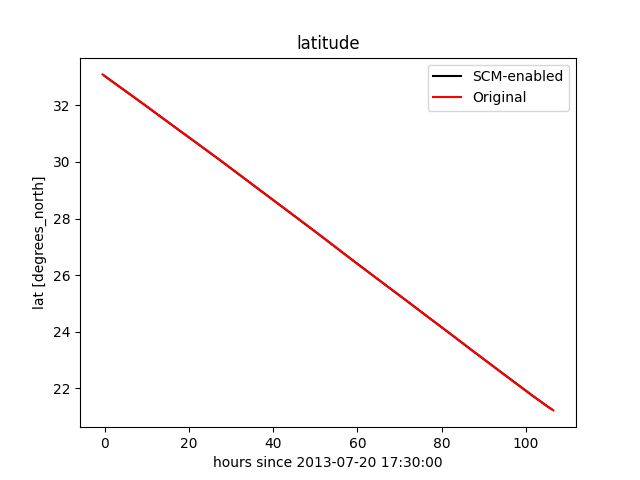 latitude
SCM-enabled
Original
lat [degrees_north]
32
30
28
26
24
22
0 20 40 60 80 100
hours since 2013-07-20 17:30:00